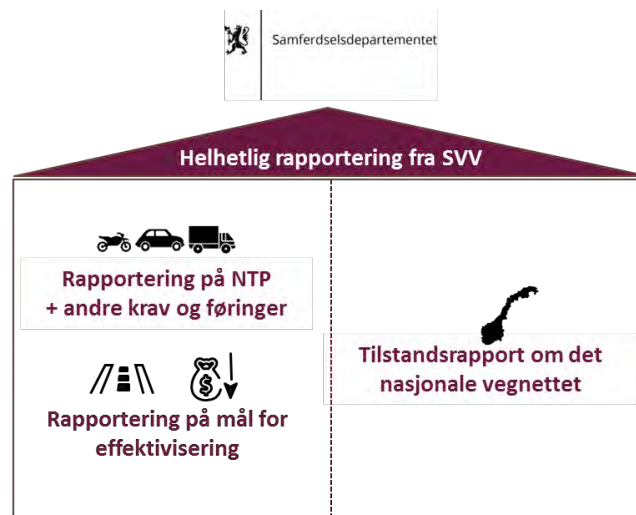 Samferdselsdepartementet
Helhetlig rapportering fra SVV
Rapportering på NTP
+ andre krav og føringer
Rapportering på mål for
effektivisering
Tilstandsrapport om det
nasjonale vegnettet